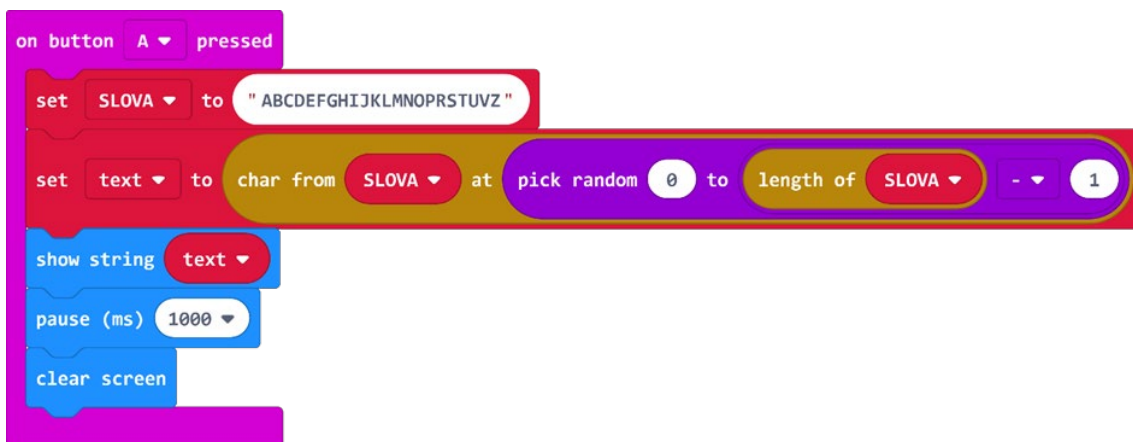 on button A pressed
set SLOVA to "ABCDEFGHIJKLMNOPRSTUVZ"
set text to char from SLOVA at pick random 0 to length of SLOVA - 1
show string text
pause (ms) 1000
clear screen